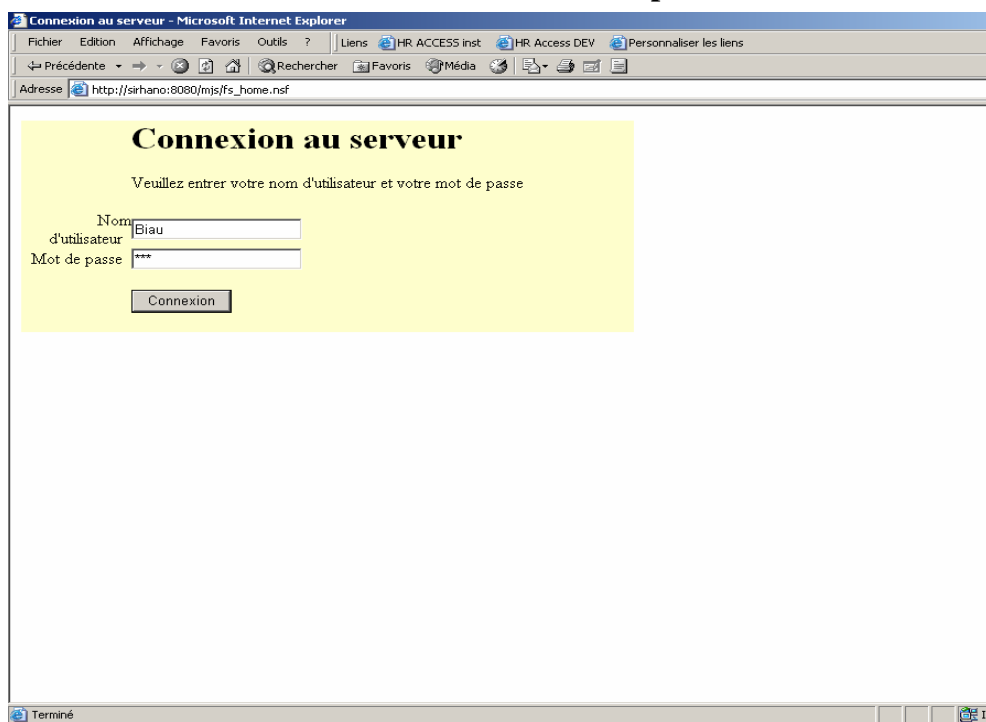 Connexion au serveur - Microsoft Internet Explorer
Fichier Edition Affichage Favoris Outils ? Liens HR ACCESS inst HR Access DEV Personnaliser les liens
Précédente Rechercher Favoris Média
Adresse http://sirhano:8080/mjs/fs_home.nsf
Connexion au serveur
Veuillez entrer votre nom d'utilisateur et votre mot de passe
Nom
d'utilisateur Biau
Mot de passe ***
Connexion
Terminé